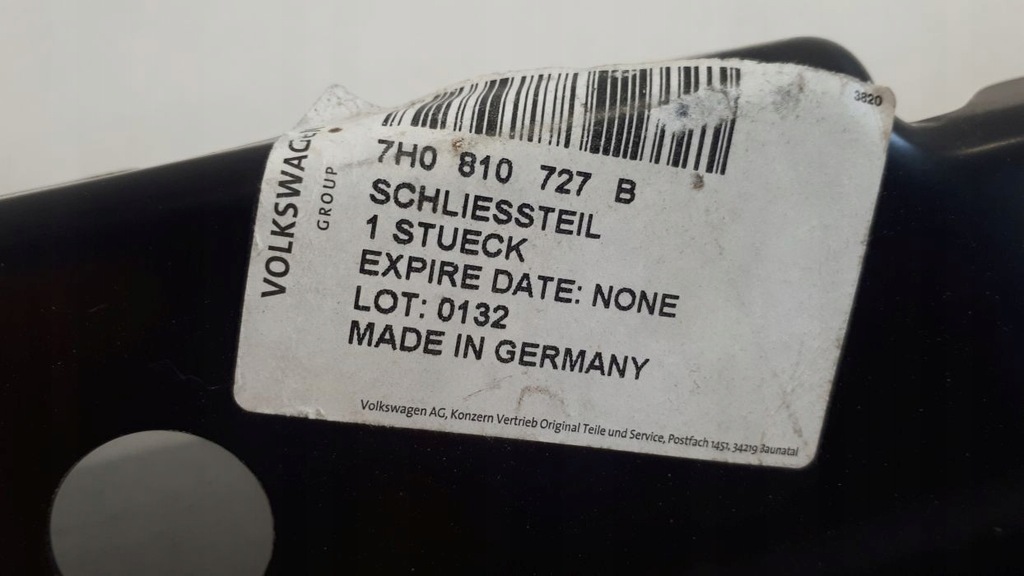 3820
VOLKSWAGEN
GROUP
7H0 810 727 B
SCHLIESSTEIL
1 STUECK
EXPIRE DATE: NONE
LOT: 0132
MADE IN GERMANY
Volkswagen AG, Konzern Vertrieb Original Teile und Service, Postfach 1451, 34219 Baunatal